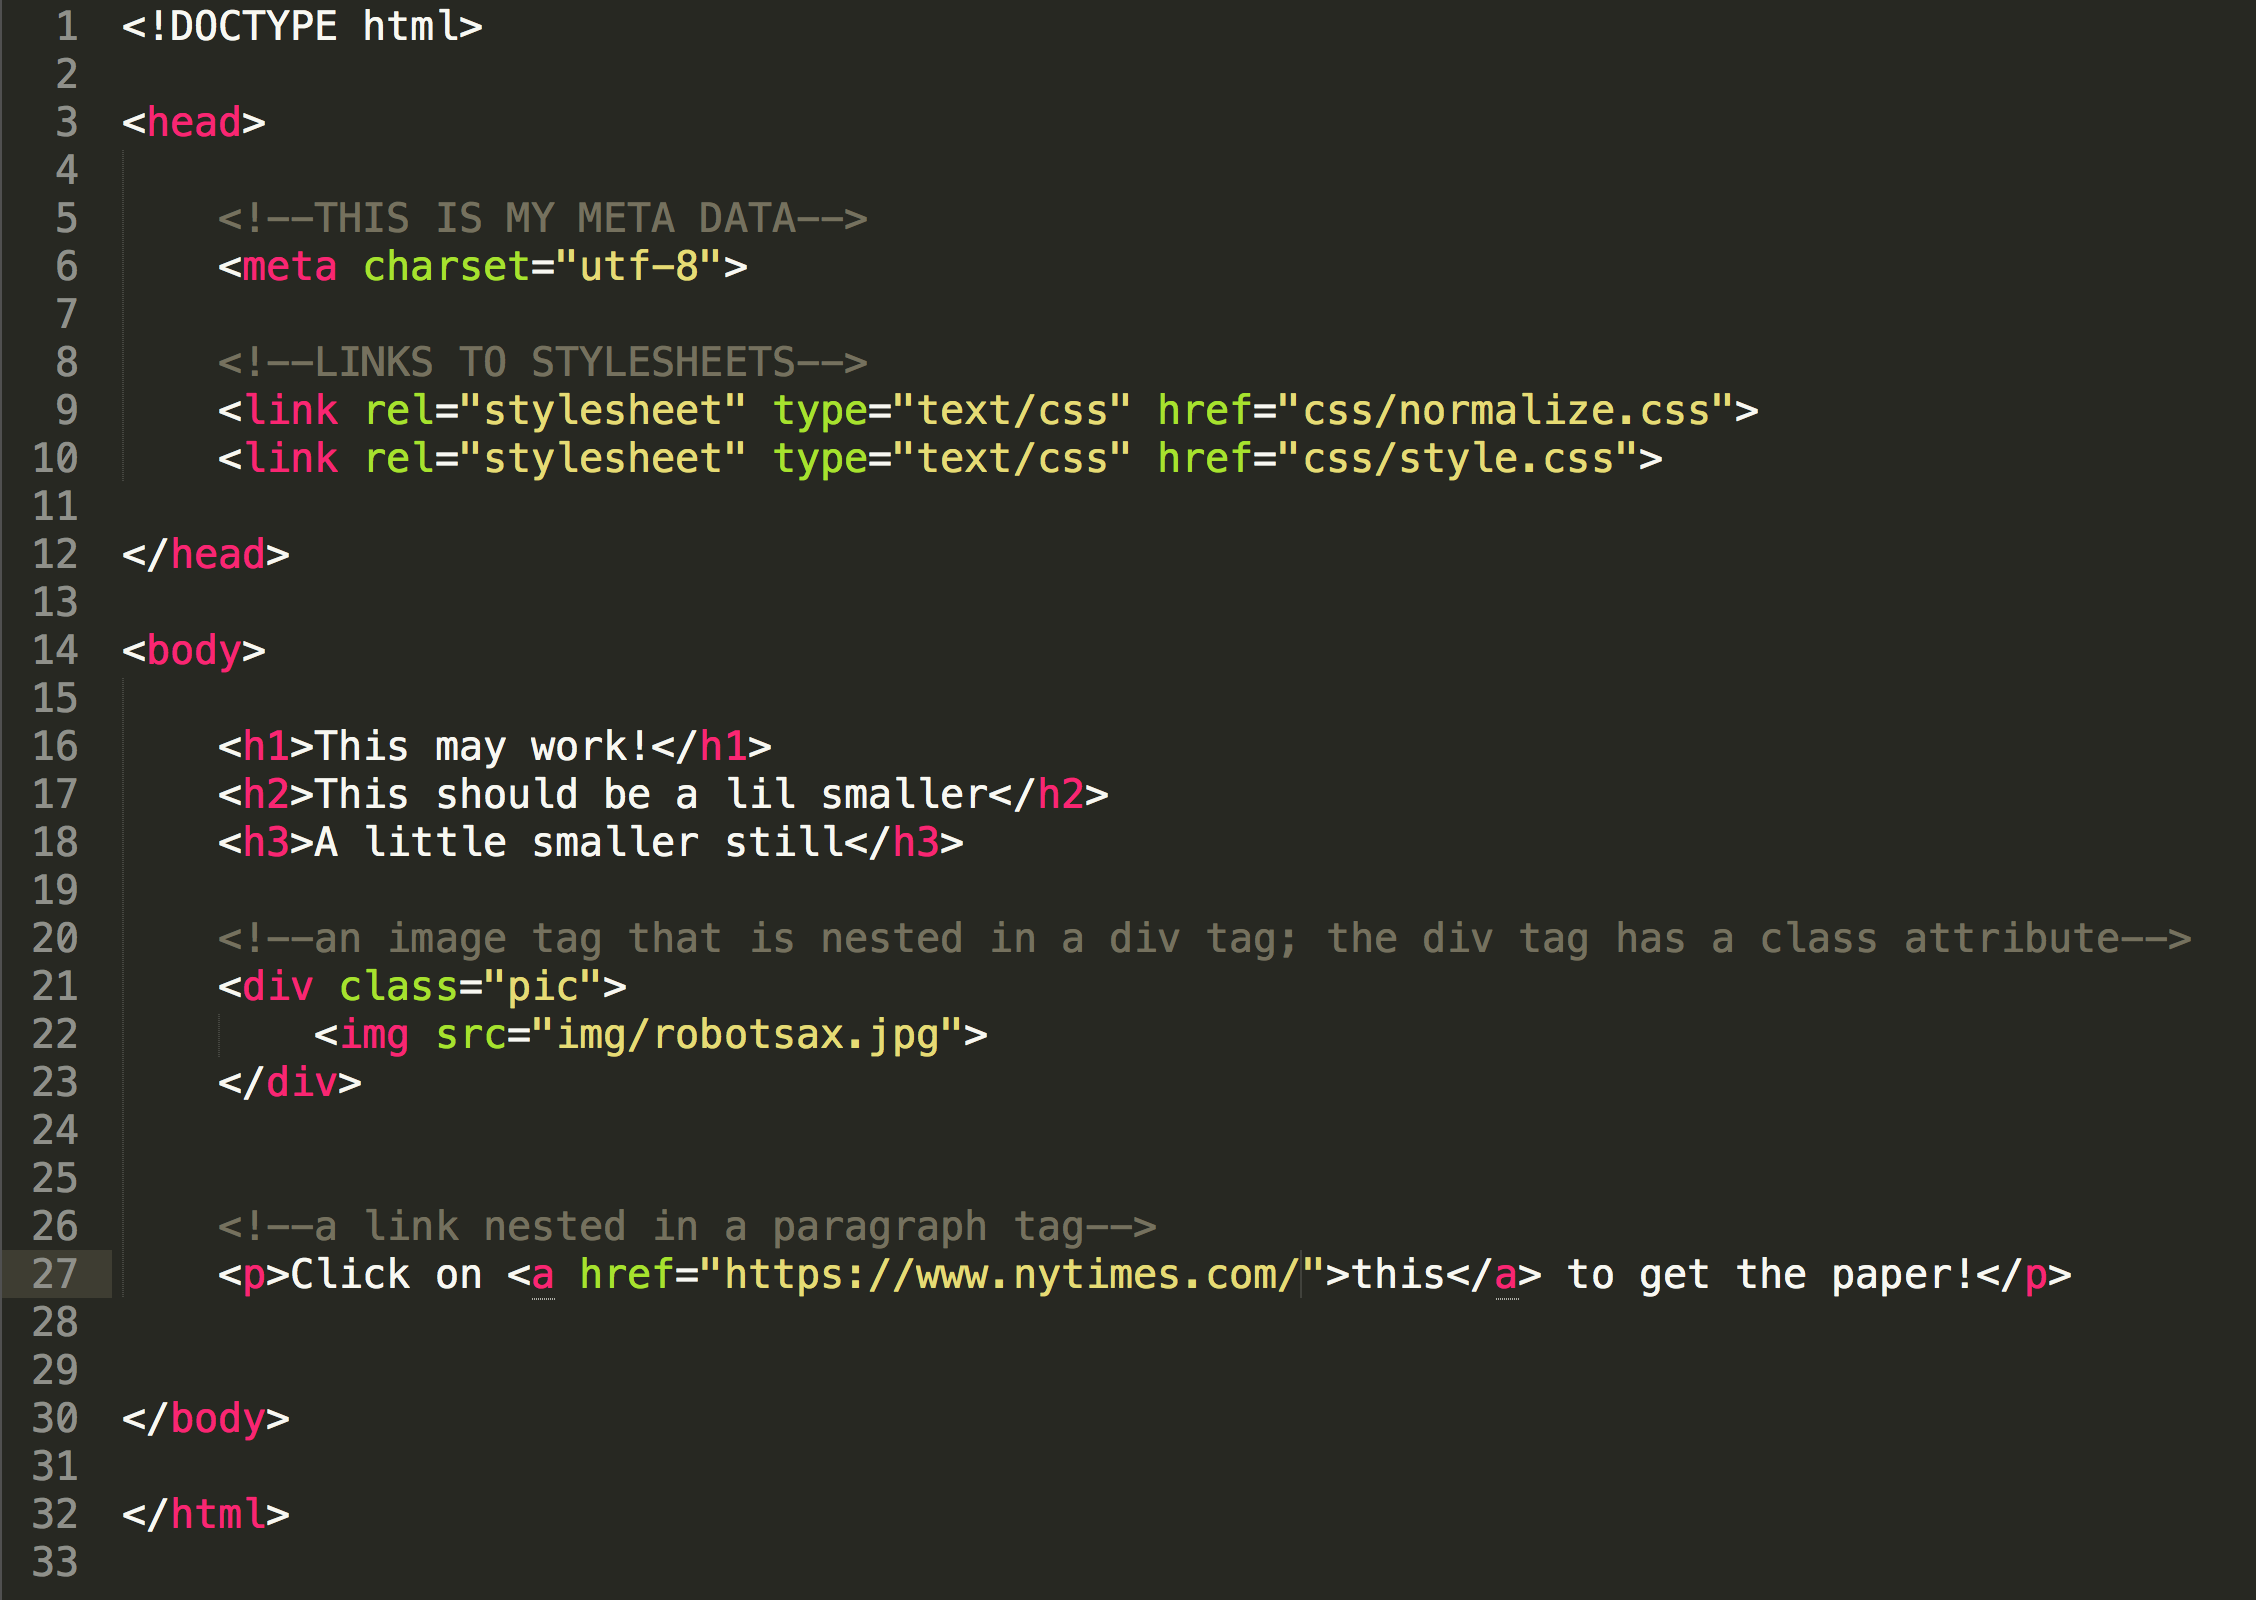 1 <!DOCTYPE html>
2
3 <head>
4
5 <!--THIS IS MY META DATA-->
6 <meta charset="utf-8">
7
8 <!--LINKS TO STYLESHEETS-->
9 <link rel="stylesheet" type="text/css" href="css/normalize.css">
10 <link rel="stylesheet" type="text/css" href="css/style.css">
11
12 </head>
13
14 <body>
15
16 <h1>This may work!</h1>
17 <h2>This should be a lil smaller</h2>
18 <h3>A little smaller still</h3>
19
20 <!--an image tag that is nested in a div tag; the div tag has a class attribute-->
21 <div class="pic">
22 <img src="img/robotsax.jpg">
23 </div>
24
25
26 <!--a link nested in a paragraph tag-->
27 <p>Click on <a href="https://www.nytimes.com/">this</a> to get the paper!</p>
28
29
30 </body>
31
32 </html>
33